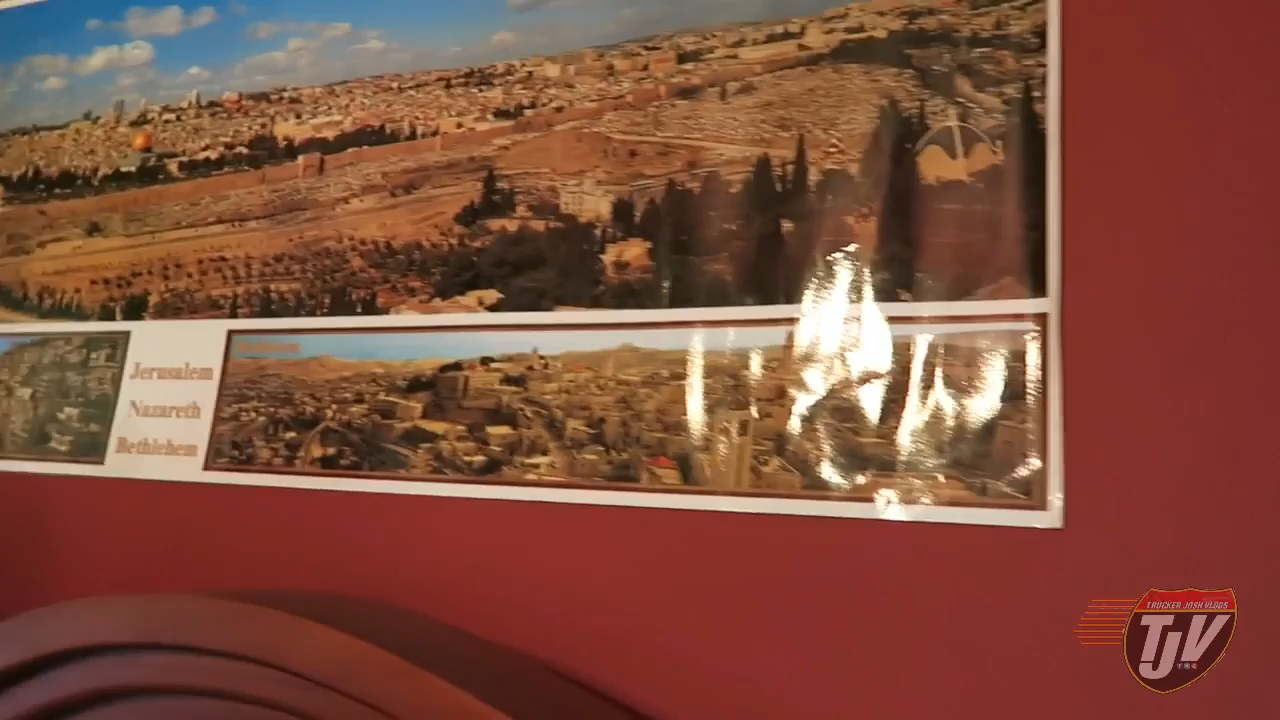 Jerusalem
Nazareth
Bethlehem
TRUCKER JOSH VLOGS
TJV